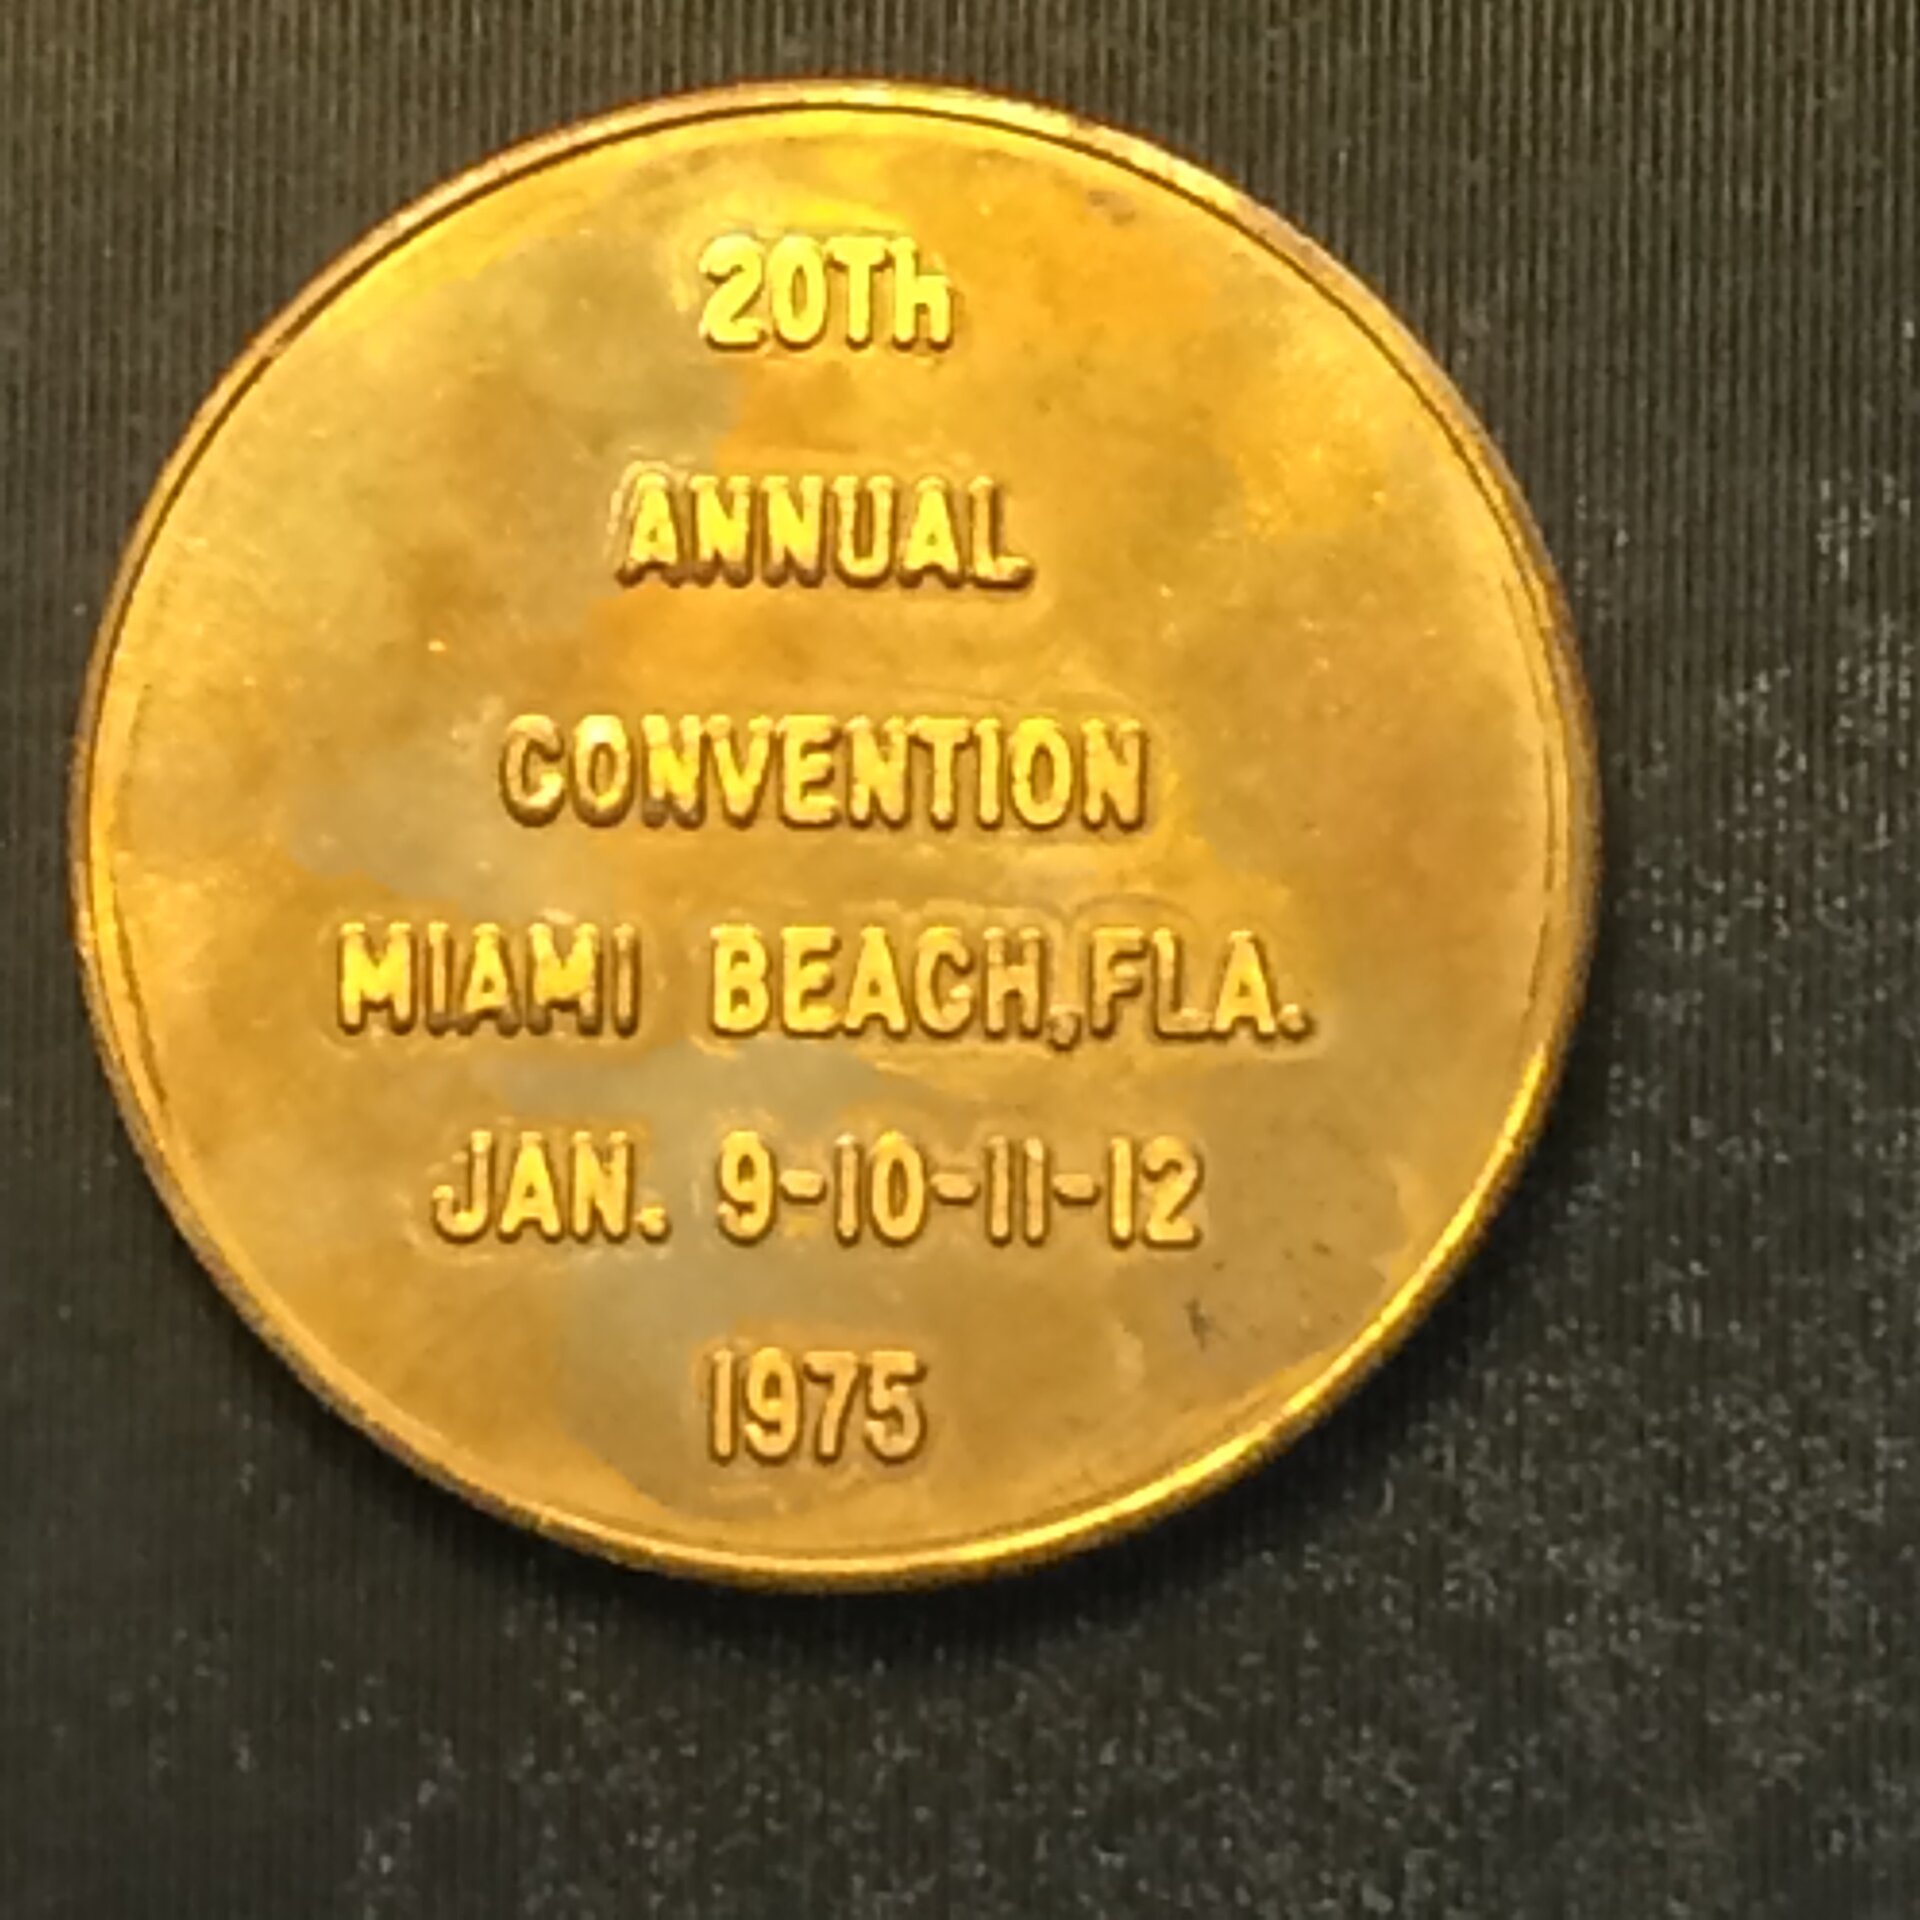 20Th
ANNUAL
CONVENTION
MIAMI BEACH, FLA.
JAN. 9-10-11-12
1975